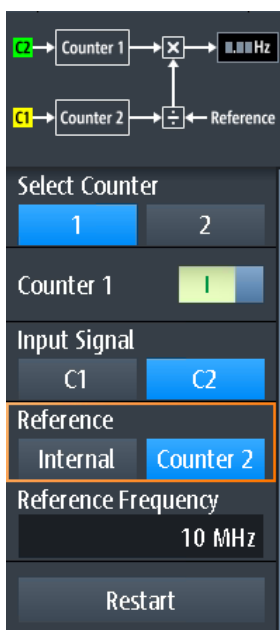 C2 Counter 1 × Hz
C1 Counter 2 ÷ Reference
Select Counter
1 2
Counter 1 I
Input Signal
C1 C2
Reference
Internal Counter 2
Reference Frequency
10 MHz
Restart